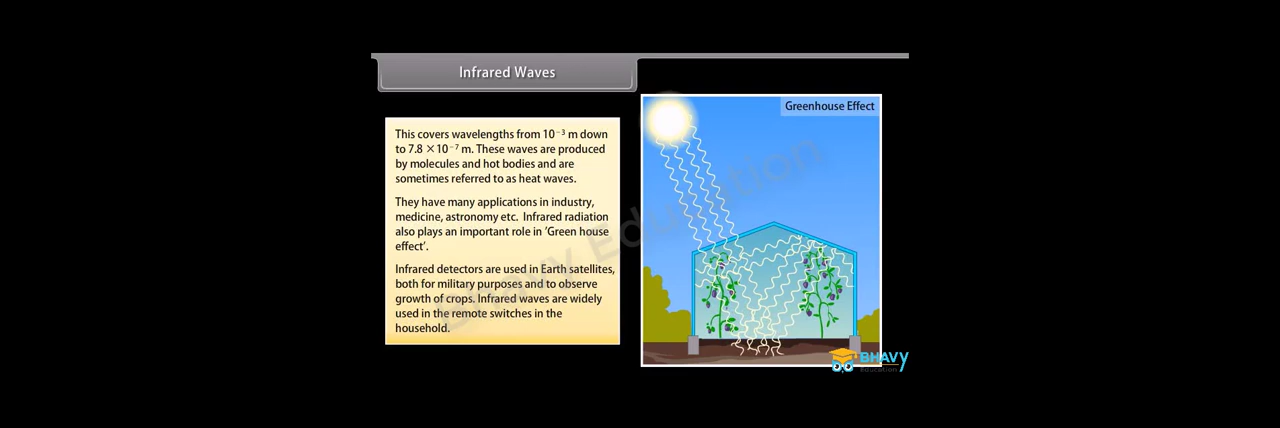 Infrared Waves
Greenhouse Effect
This covers wavelengths from 10⁻³ m down
to 7.8 ×10⁻⁷ m. These waves are produced
by molecules and hot bodies and are
sometimes referred to as heat waves.
They have many applications in industry,
medicine, astronomy etc. Infrared radiation
also plays an important role in ‘Green house
effect’.
Infrared detectors are used in Earth satellites,
both for military purposes and to observe
growth of crops. Infrared waves are widely
used in the remote switches in the
household.
Bhavy Education
BHAVY
Education